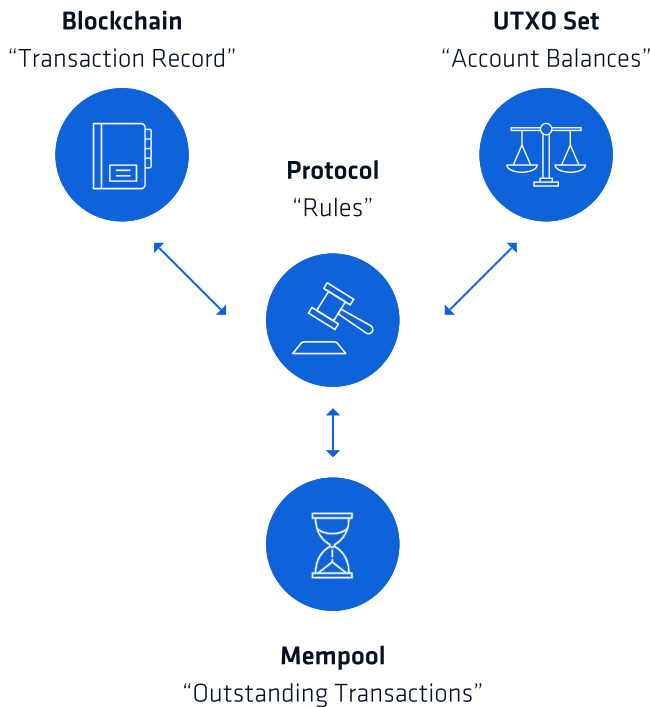 Blockchain
“Transaction Record”
UTXO Set
“Account Balances”
Protocol
“Rules”
Mempool
“Outstanding Transactions”